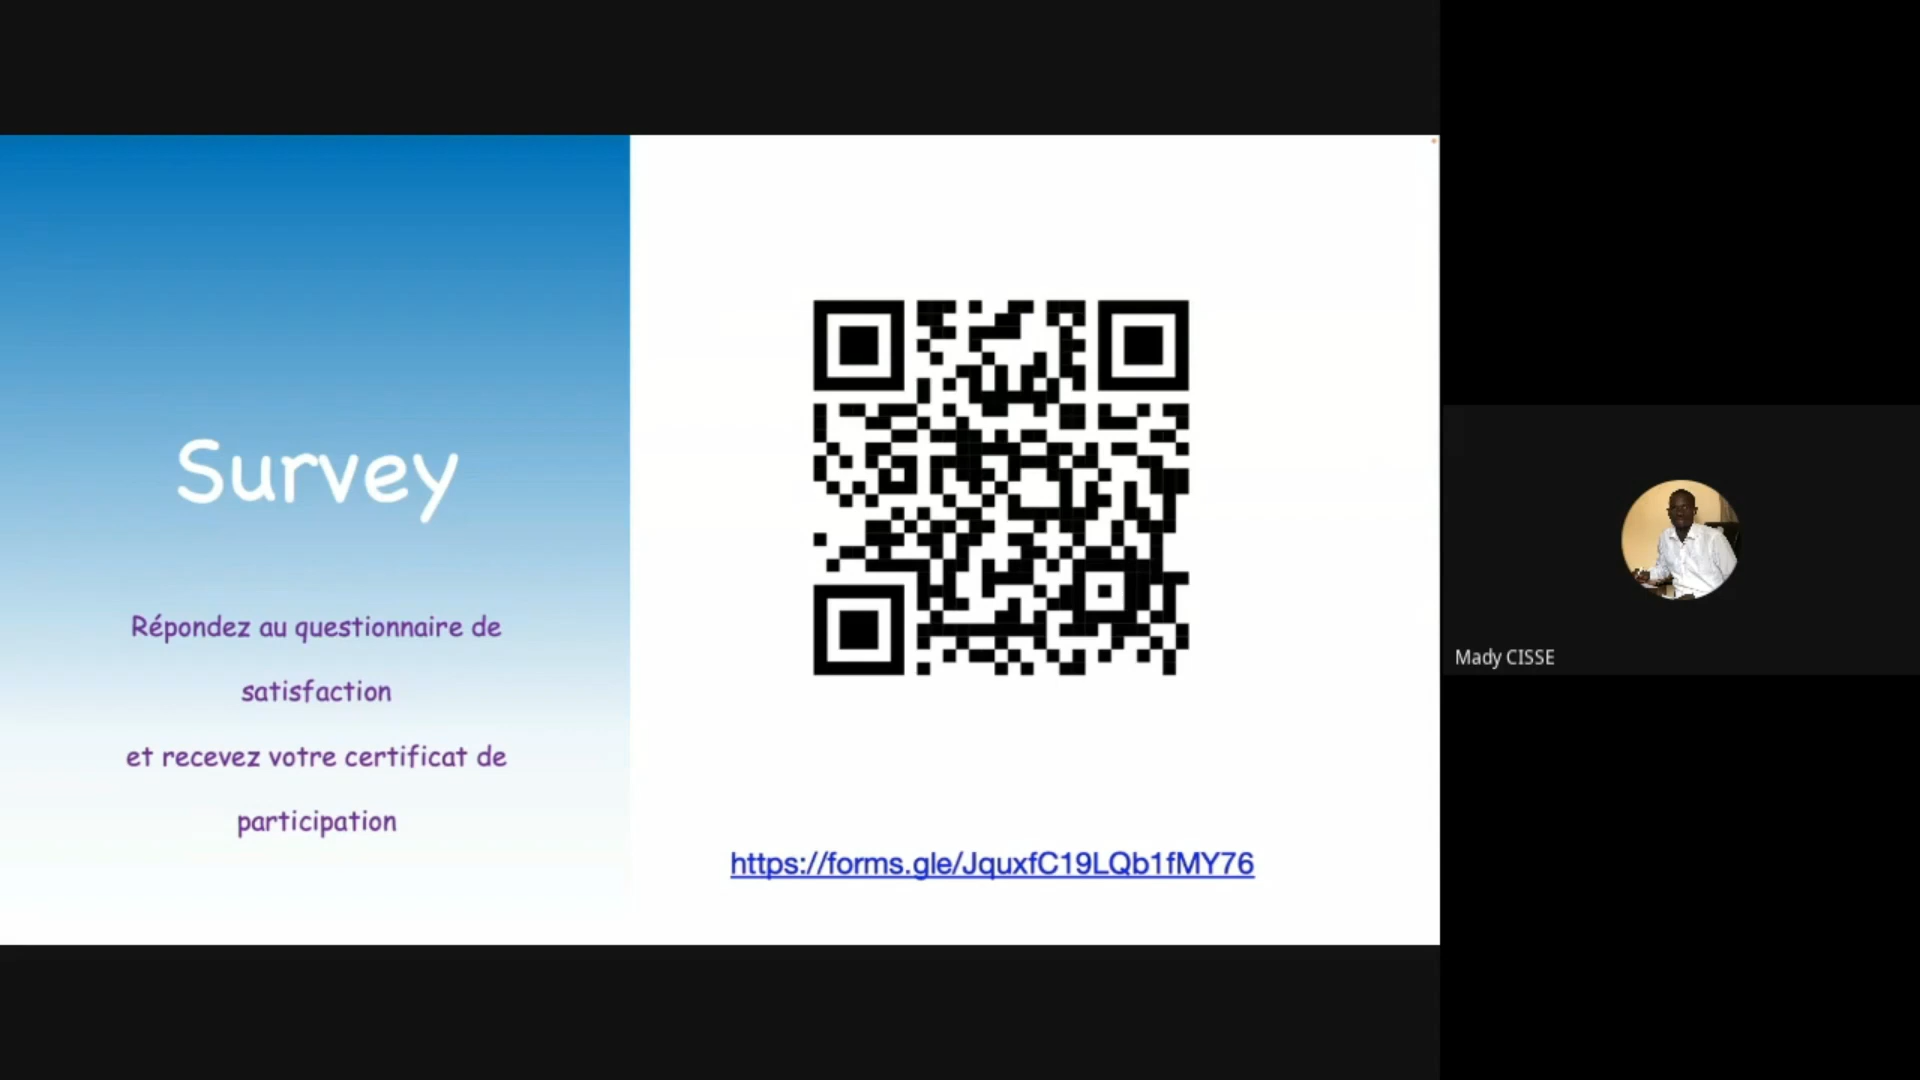 Survey
Répondez au questionnaire de
satisfaction
et recevez votre certificat de
participation
https://forms.gle/JquxfC19LQb1fMY76
Mady CISSE